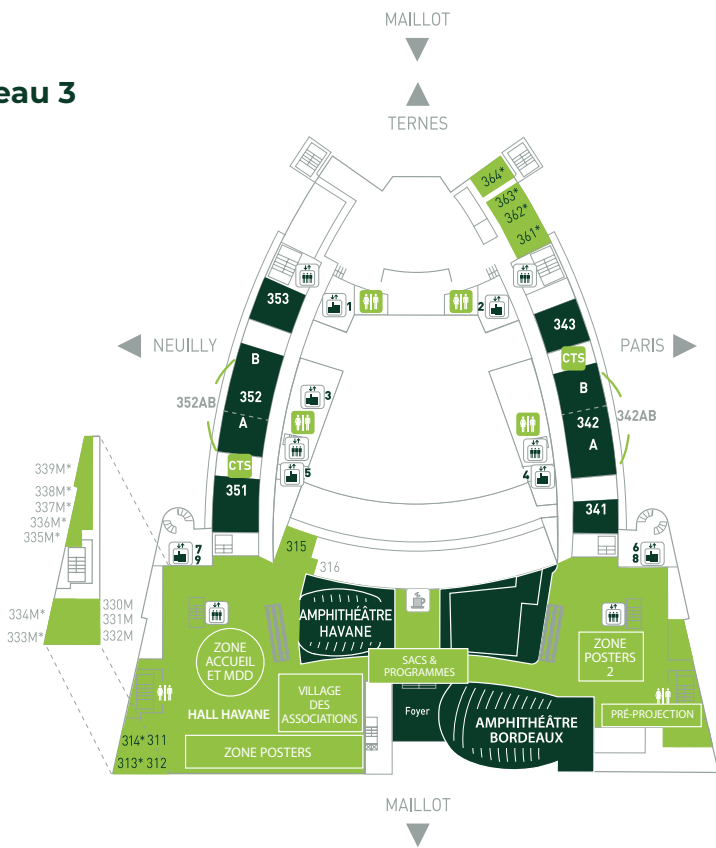 MAILLOT
eau 3
TERNES
364*
363*
362*
361*
353
1
2
343
NEUILLY
PARIS
CTS
B
B
352AB
352
3
342
342AB
A
A
CTS
5
4
351
341
339M*
338M*
337M*
336M*
335M*
7
9
315
316
6
8
334M*
333M*
330M
331M
332M
AMPHITHÉÂTRE
HAVANE
ZONE
ACCUEIL
ET MDD
SACS &
PROGRAMMES
ZONE
POSTERS
2
VILLAGE
DES
ASSOCIATIONS
HALL HAVANE
Foyer
AMPHITHÉÂTRE
BORDEAUX
PRÉ-PROJECTION
314* 311
313* 312
ZONE POSTERS
MAILLOT